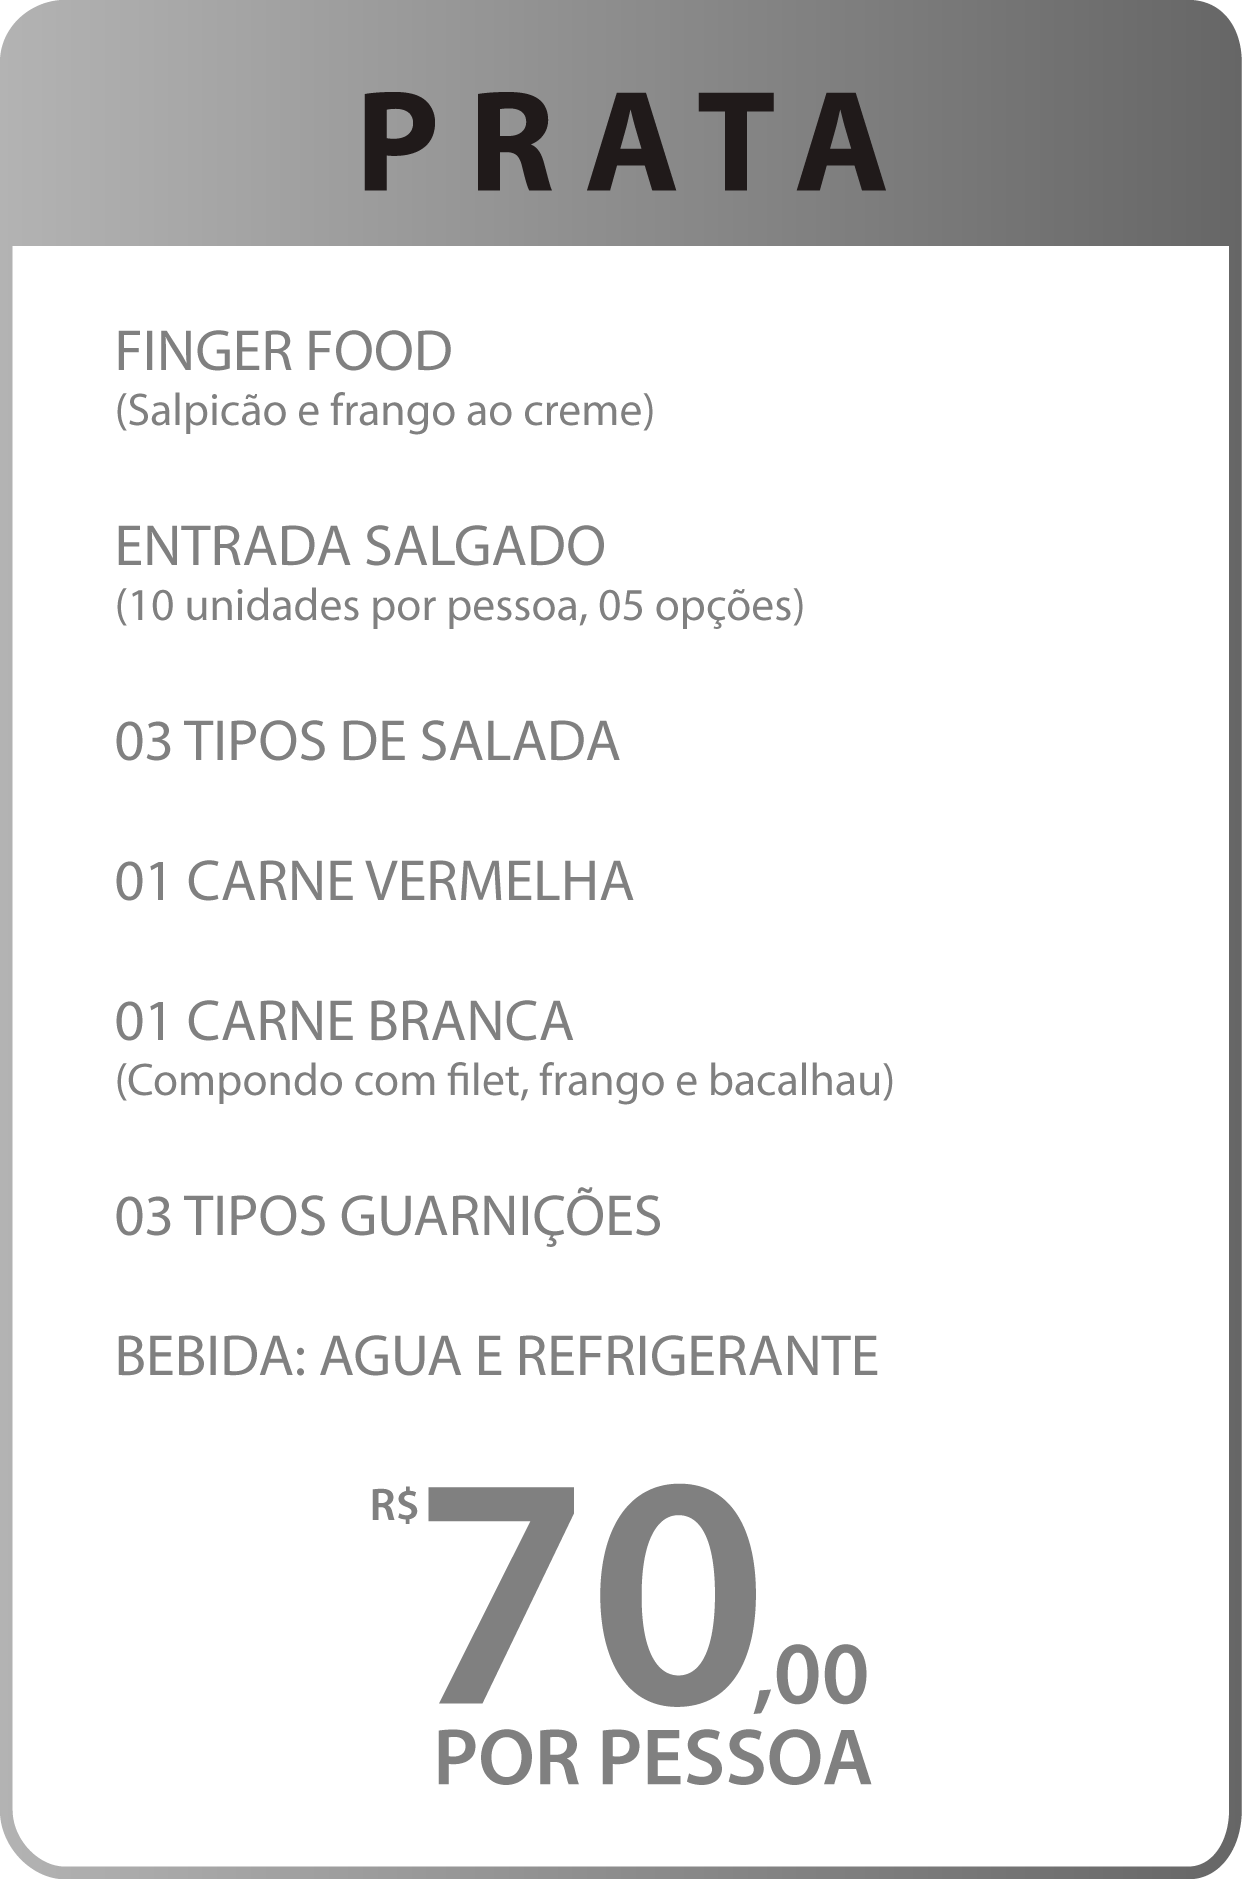 PRATA
FINGER FOOD
(Salpicão e frango ao creme)
ENTRADA SALGADO
(10 unidades por pessoa, 05 opções)
03 TIPOS DE SALADA
01 CARNE VERMELHA
01 CARNE BRANCA
(Compondo com filet, frango e bacalhau)
03 TIPOS GUARNIÇÕES
BEBIDA: AGUA E REFRIGERANTE
R$70,00
POR PESSOA